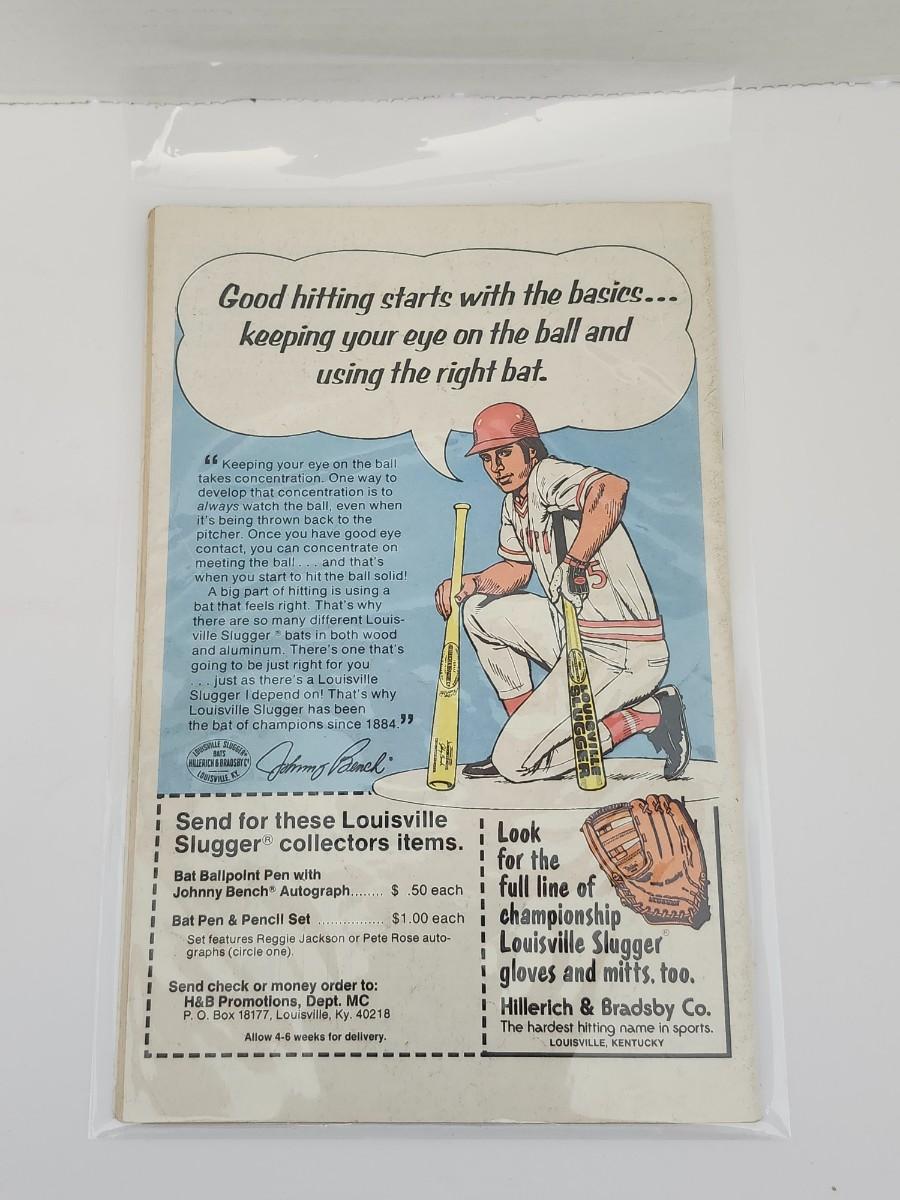 Good hitting starts with the basics...
keeping your eye on the ball and
using the right bat.
“ Keeping your eye on the ball
takes concentration. One way to
develop that concentration is to
always watch the ball, even when
it's being thrown back to the
pitcher. Once you have good eye
contact, you can concentrate on
meeting the ball . . . and that's
when you start to hit the ball solid!
A big part of hitting is using a
bat that feels right. That's why
there are so many different Louis-
ville Slugger ® bats in both wood
and aluminum. There's one that's
going to be just right for you
. . . just as there's a Louisville
Slugger I depend on! That's why
Louisville Slugger has been
the bat of champions since 1884.”
LOUISVILLE SLUGGER
BATS
HILLERICH & BRADSBY Co
LOUISVILLE, KY.
Johnny Bench
5
LOUISVILLE
SLUGGER
Send for these Louisville
Slugger® collectors items.
Bat Ballpoint Pen with
Johnny Bench® Autograph........ $ .50 each
Bat Pen & Pencil Set ................ $1.00 each
Set features Reggie Jackson or Pete Rose auto-
graphs (circle one).
Send check or money order to:
H&B Promotions, Dept. MC
P. O. Box 18177, Louisville, Ky. 40218
Allow 4-6 weeks for delivery.
Look
for the
full line of
championship
Louisville Slugger®
gloves and mitts, too.
Hillerich & Bradsby Co.
The hardest hitting name in sports.
LOUISVILLE, KENTUCKY